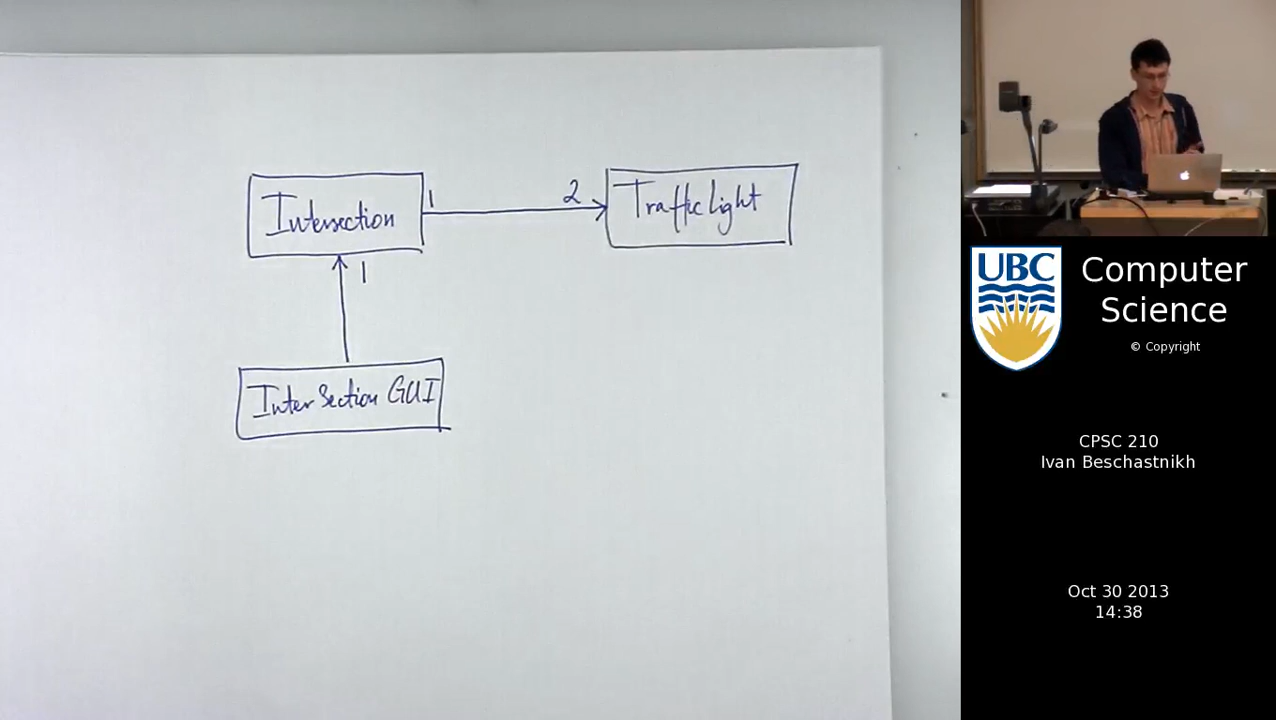 Intersection
1
2
TrafficLight
1
InterSection GUI
UBC
Computer
Science
© Copyright
CPSC 210
Ivan Beschastnikh
Oct 30 2013
14:38